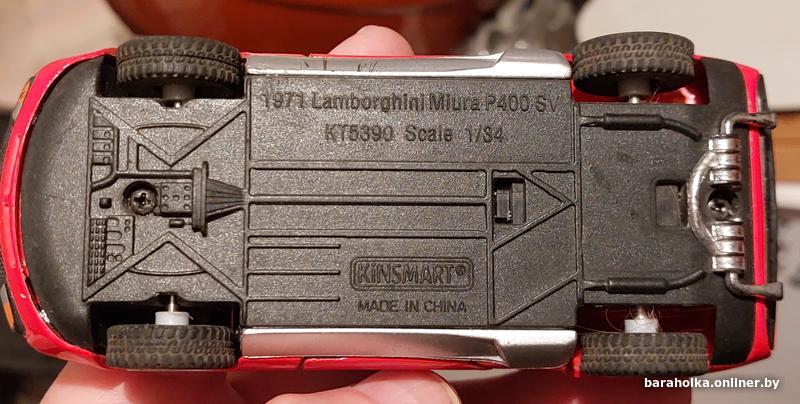 1971 Lamborghini Miura P400 SV
KT5390 Scale 1/34
KiNSMART®
MADE IN CHINA
baraholka.onliner.by